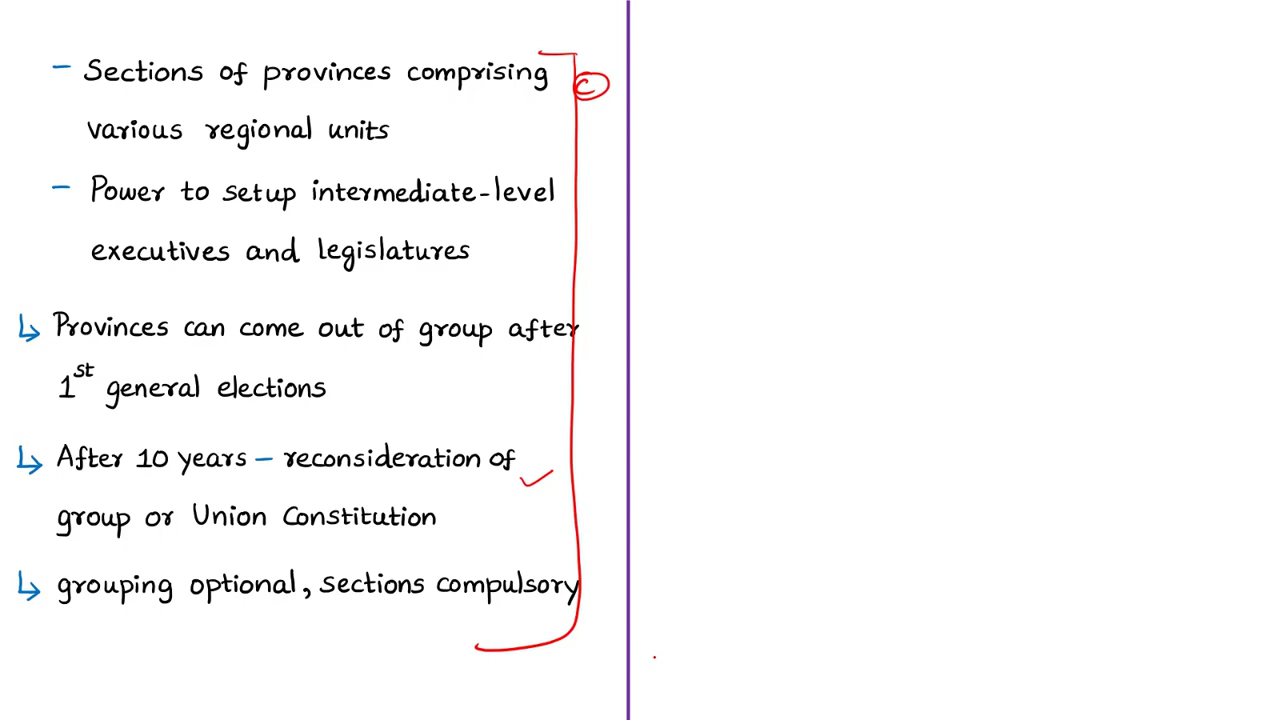 – Sections of provinces comprising
various regional units
– Power to setup intermediate-level
executives and legislatures
↳ Provinces can come out of group after
1st general elections
↳ After 10 years – reconsideration of
group or Union Constitution
↳ grouping optional, sections compulsory
C